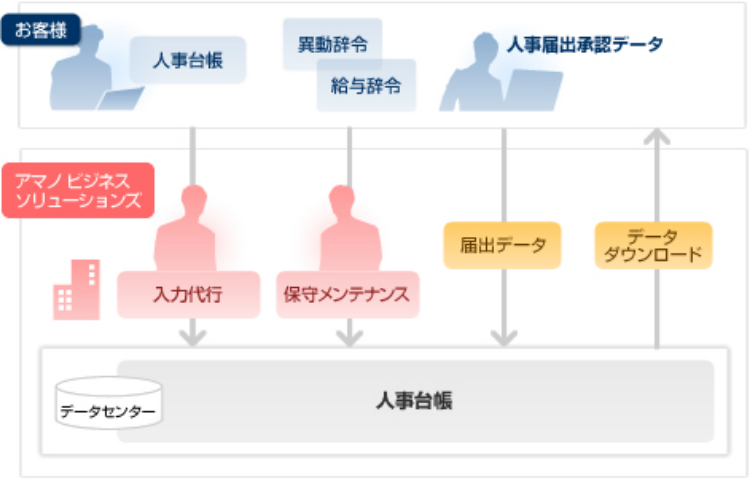 お客様
人事台帳
異動辞令
給与辞令
人事届出承認データ
アマノ ビジネス
ソリューションズ
入力代行
保守メンテナンス
届出データ
データ
ダウンロード
データセンター
人事台帳